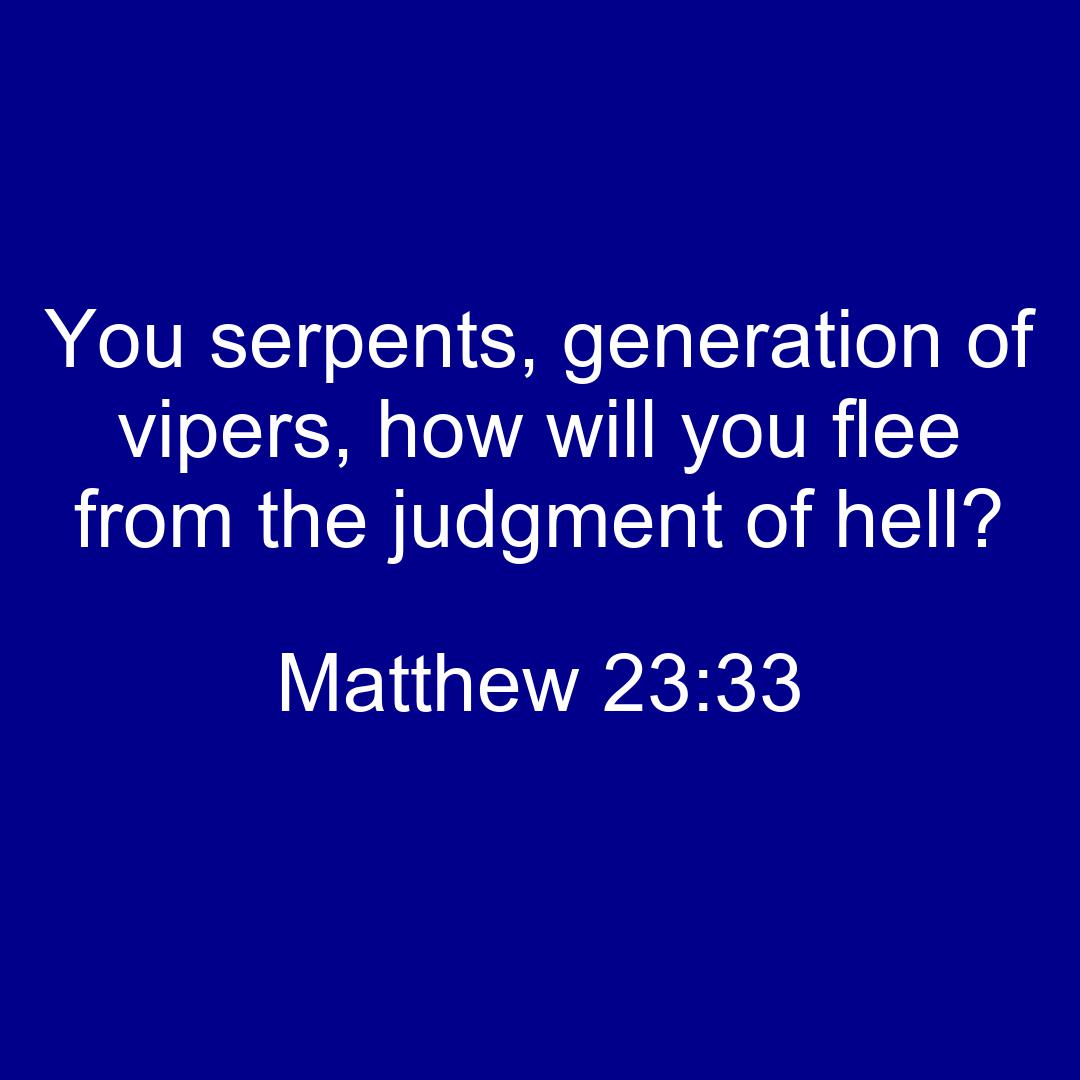 You serpents, generation of
vipers, how will you flee
from the judgment of hell?
Matthew 23:33